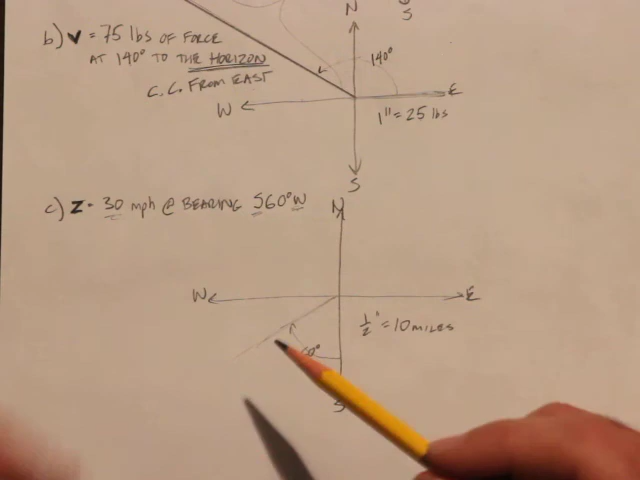 N
S
b) v = 75 lbs OF FORCE
AT 140° TO THE HORIZON
C.C. FROM EAST
140°
W
E
1" = 25 lbs
S
c) Z = 30 mph @ BEARING S60°W
N
W
E
1/2" = 10 MILES
S